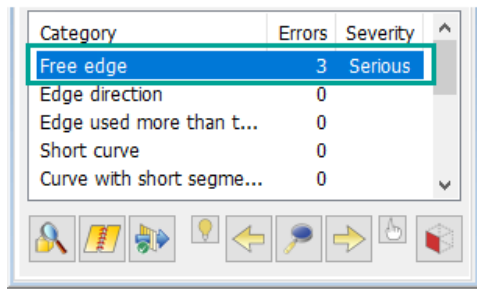 Category Errors Severity
Free edge 3 Serious
Edge direction 0
Edge used more than t... 0
Short curve 0
Curve with short segme... 0